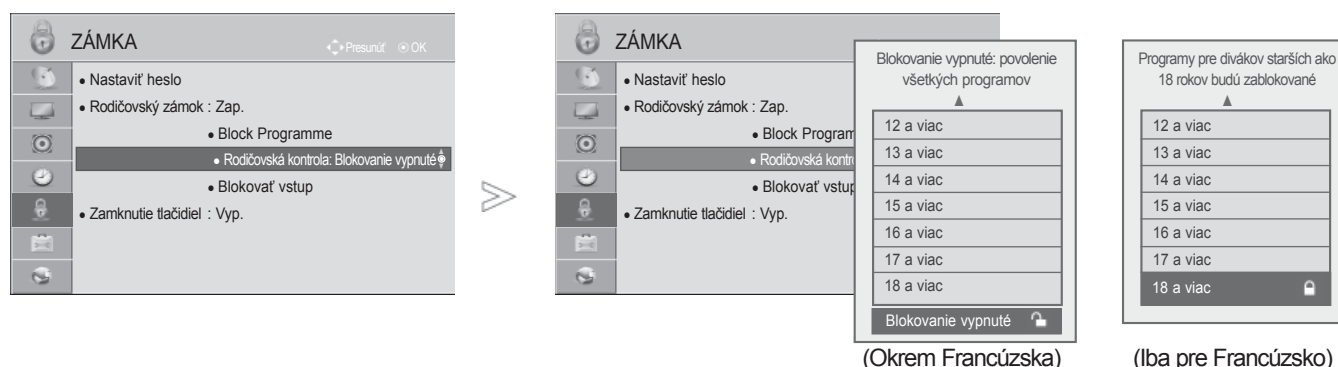 ZÁMKA
Presunúť OK
• Nastaviť heslo
• Rodičovský zámok : Zap.
• Block Programme
• Rodičovská kontrola: Blokovanie vypnuté
• Blokovať vstup
• Zamknutie tlačidiel : Vyp.
ZÁMKA
• Nastaviť heslo
• Rodičovský zámok : Zap.
• Block Program
• Rodičovská kontr
• Blokovať vstup
• Zamknutie tlačidiel : Vyp.
Blokovanie vypnuté: povolenie
všetkých programov
12 a viac
13 a viac
14 a viac
15 a viac
16 a viac
17 a viac
18 a viac
Blokovanie vypnuté
(Okrem Francúzska)
Programy pre divákov starších ako
18 rokov budú zablokované
12 a viac
13 a viac
14 a viac
15 a viac
16 a viac
17 a viac
18 a viac
(Iba pre Francúzsko)